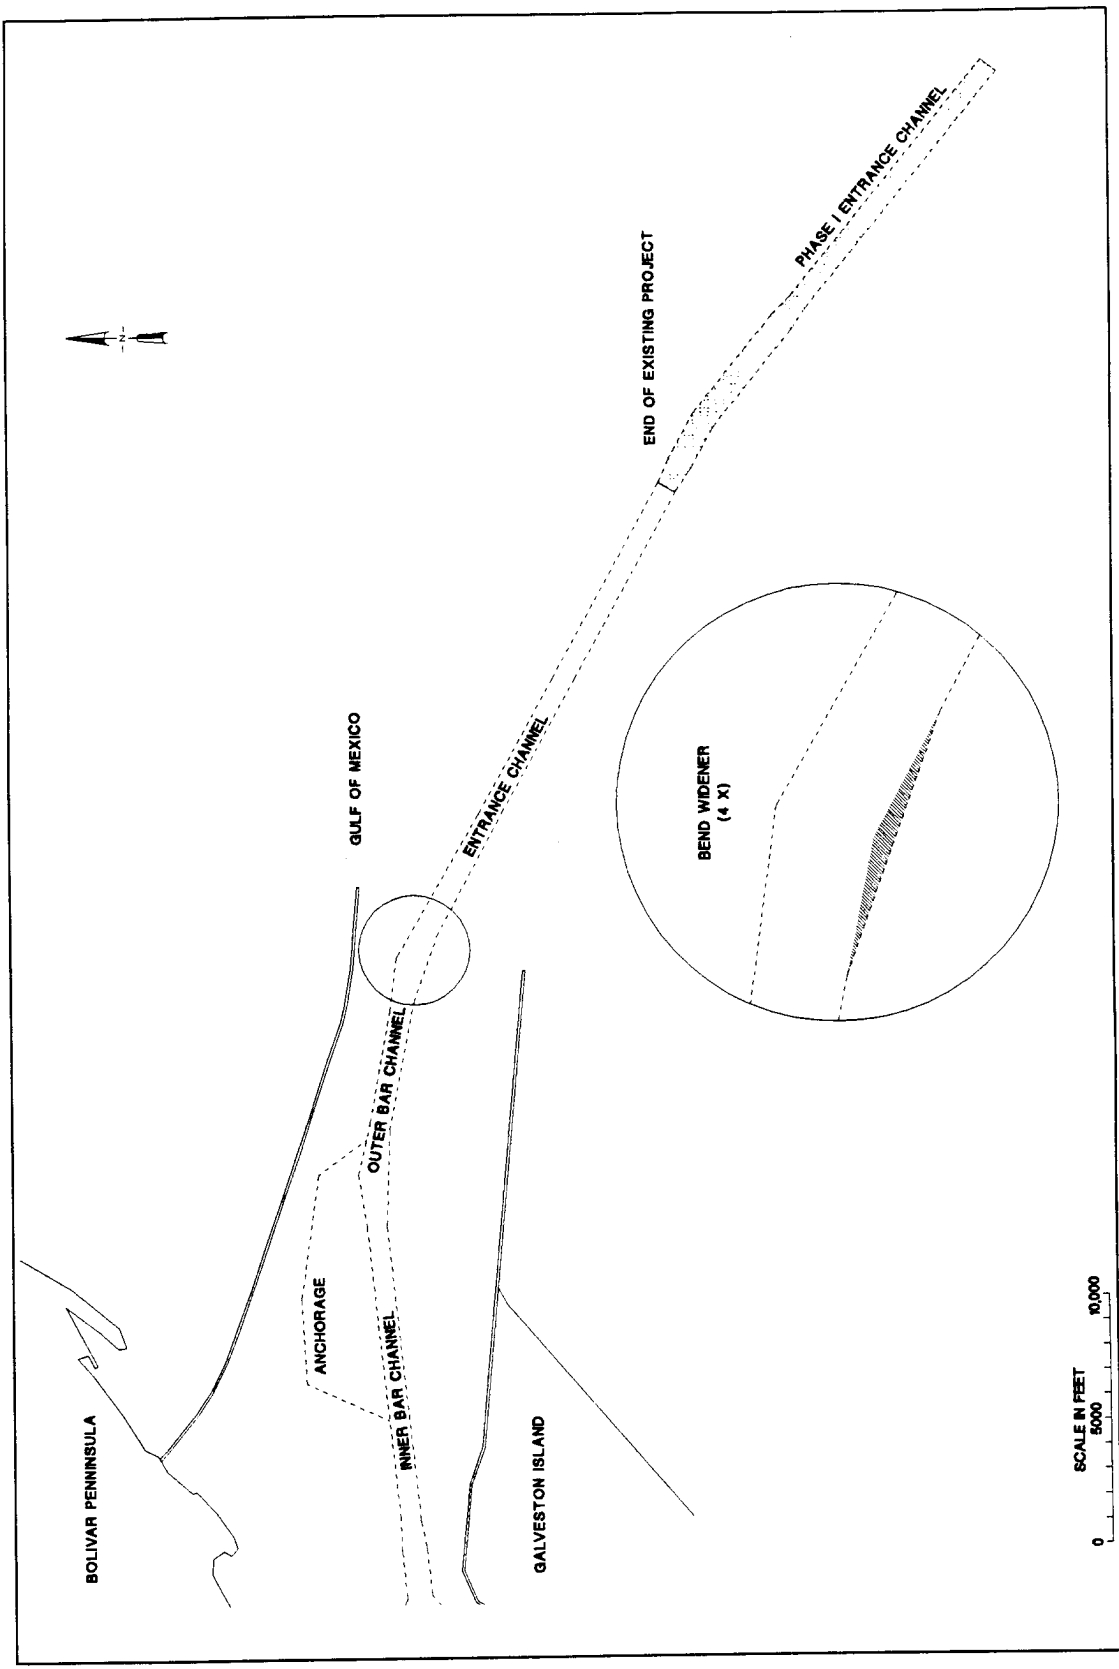 BOLIVAR PENNINSULA
ANCHORAGE
INNER BAR CHANNEL
OUTER BAR CHANNEL
GALVESTON ISLAND
GULF OF MEXICO
ENTRANCE CHANNEL
END OF EXISTING PROJECT
PHASE I ENTRANCE CHANNEL
N
BEND WIDENER
(4 X)
SCALE IN FEET
0 5000 10,000